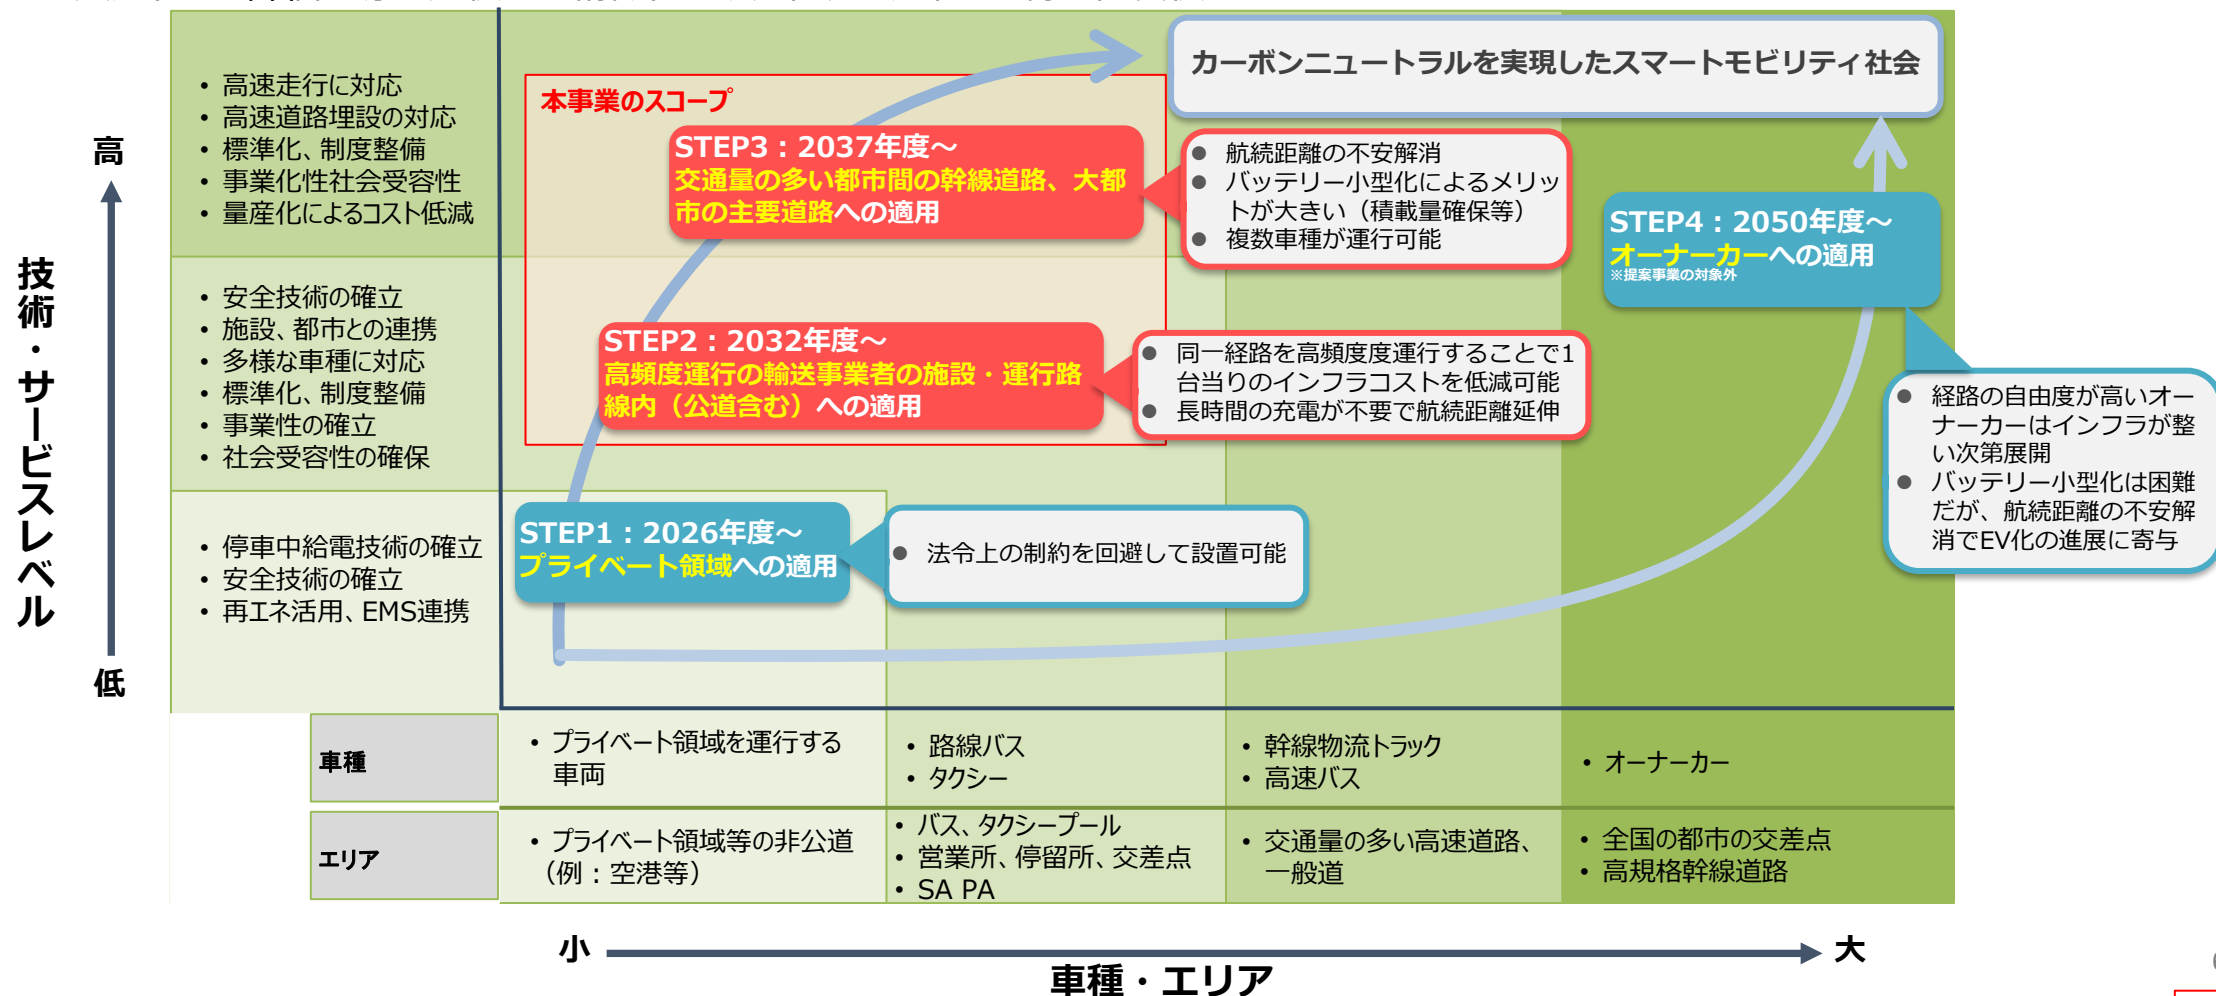 カーボンニュートラルを実現したスマートモビリティ社会
本事業のスコープ
技術・サービスレベル
高
低
• 高速走行に対応
• 高速道路埋設の対応
• 標準化、制度整備
• 事業化性社会受容性
• 量産化によるコスト低減
• 安全技術の確立
• 施設、都市との連携
• 多様な車種に対応
• 標準化、制度整備
• 事業性の確立
• 社会受容性の確保
• 停車中給電技術の確立
• 安全技術の確立
• 再エネ活用、EMS連携
STEP3：2037年度～
交通量の多い都市間の幹線道路、大都
市の主要道路への適用
● 航続距離の不安解消
● バッテリー小型化によるメリッ
トが大きい（積載量確保等）
● 複数車種が運行可能
STEP4：2050年度～
オーナーカーへの適用
※提案事業の対象外
STEP2：2032年度～
高頻度運行の輸送事業者の施設・運行路
線内（公道含む）への適用
● 同一経路を高頻度度運行することで1
台当りのインフラコストを低減可能
● 長時間の充電が不要で航続距離延伸
● 経路の自由度が高いオー
ナーカーはインフラが整
い次第展開
● バッテリー小型化は困難
だが、航続距離の不安解
消でEV化の進展に寄与
STEP1：2026年度～
プライベート領域への適用
● 法令上の制約を回避して設置可能
車種
• プライベート領域を運行する
車両
• 路線バス
• タクシー
• 幹線物流トラック
• 高速バス
• オーナーカー
エリア
• プライベート領域等の非公道
（例：空港等）
• バス、タクシープール
• 営業所、停留所、交差点
• SA PA
• 交通量の多い高速道路、
一般道
• 全国の都市の交差点
• 高規格幹線道路
小
大
車種・エリア